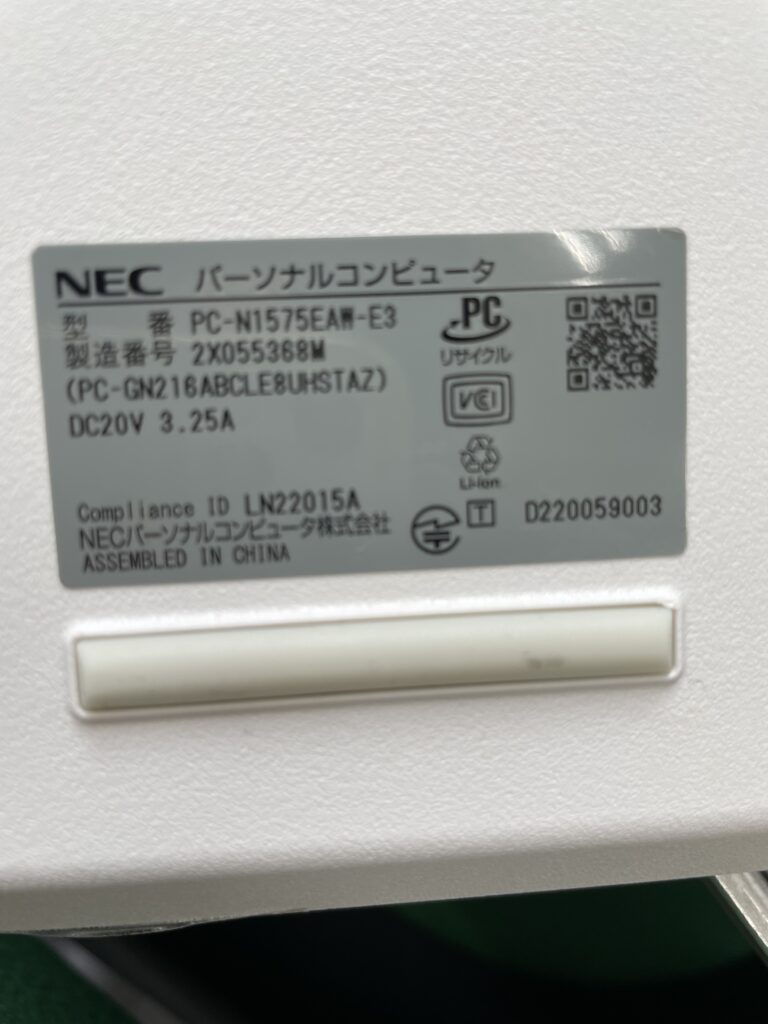 NEC パーソナルコンピュータ
型 番 PC-N1575EAW-E3
製造番号 2X055368M
(PC-GN216ABCLE8UHSTAZ)
DC20V 3.25A
PC
リサイクル
VCI
Li-ion
Compliance ID LN22015A
NECパーソナルコンピュータ株式会社
ASSEMBLED IN CHINA
T
D220059003